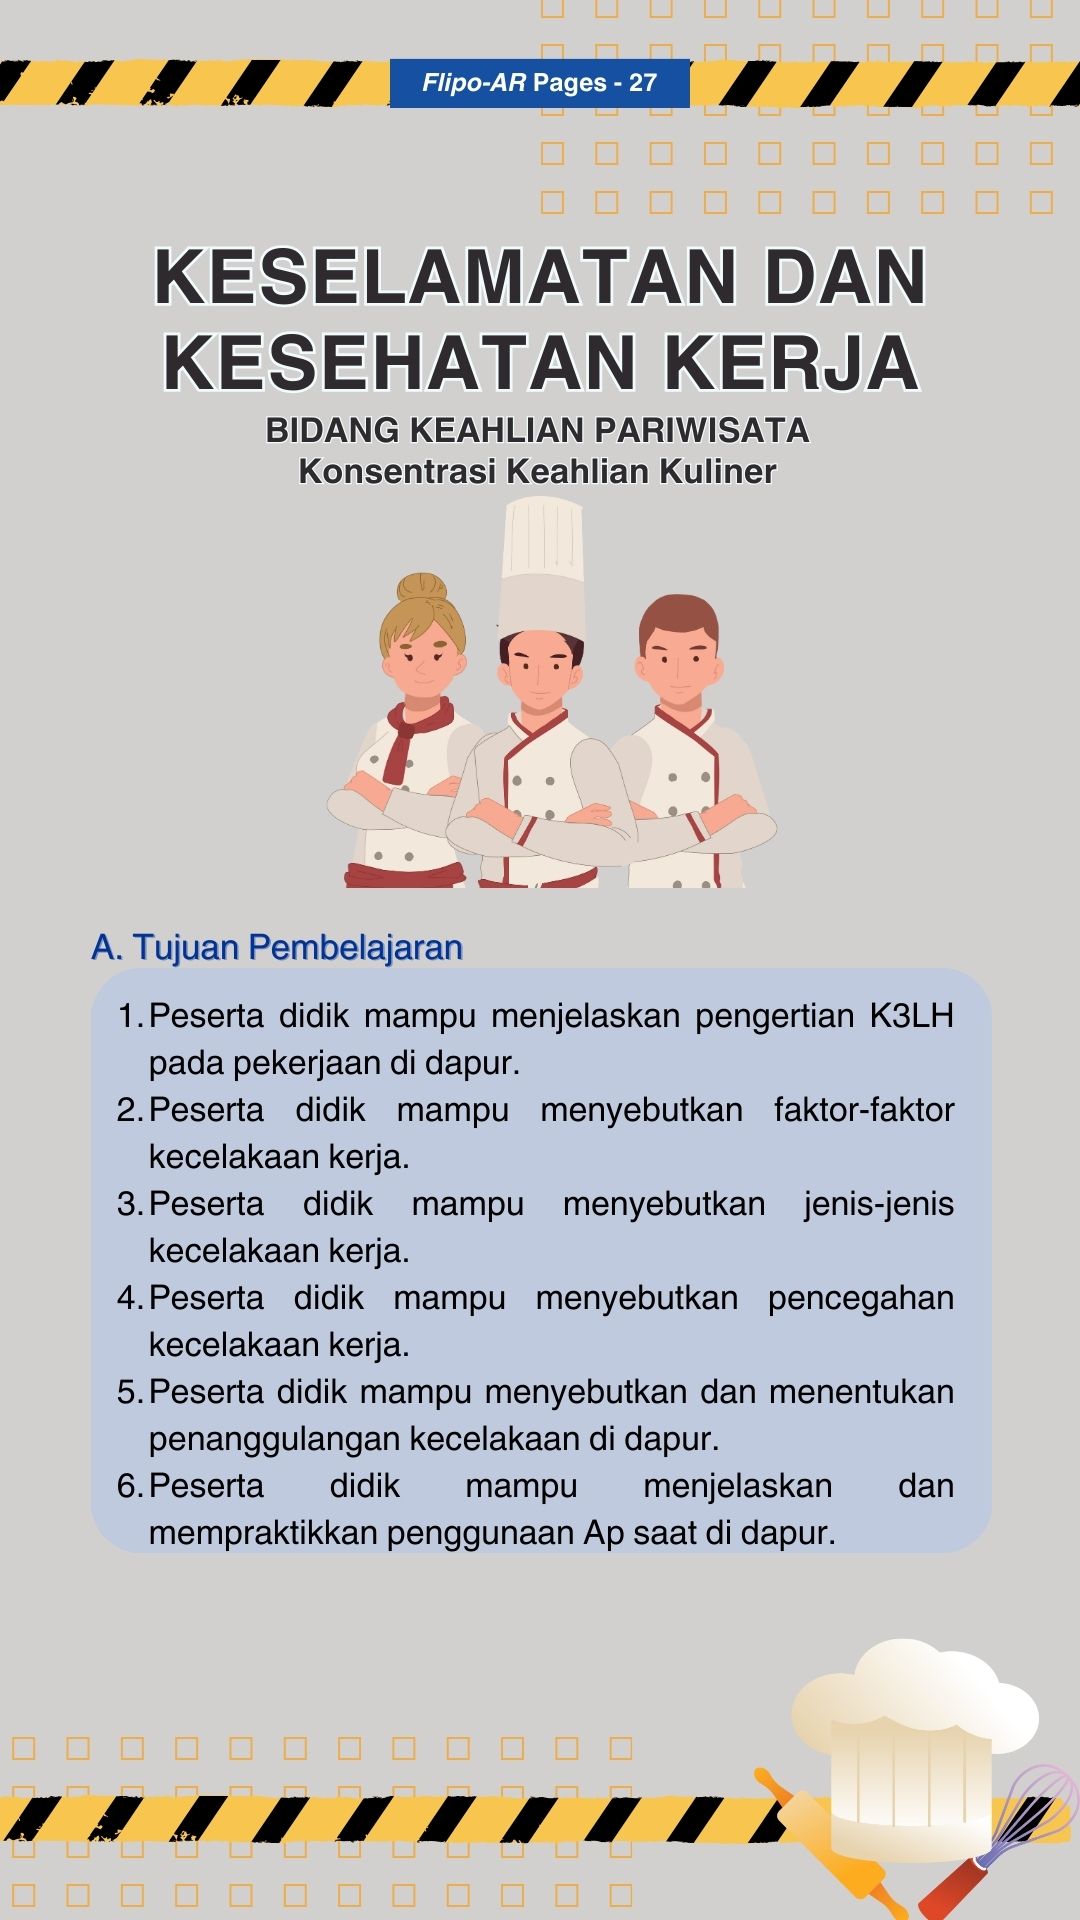 Flipo-AR Pages - 27
KESELAMATAN DAN
KESEHATAN KERJA
BIDANG KEAHLIAN PARIWISATA
Konsentrasi Keahlian Kuliner
A. Tujuan Pembelajaran
1. Peserta didik mampu menjelaskan pengertian K3LH
pada pekerjaan di dapur.
2. Peserta didik mampu menyebutkan faktor-faktor
kecelakaan kerja.
3. Peserta didik mampu menyebutkan jenis-jenis
kecelakaan kerja.
4. Peserta didik mampu menyebutkan pencegahan
kecelakaan kerja.
5. Peserta didik mampu menyebutkan dan menentukan
penanggulangan kecelakaan di dapur.
6. Peserta didik mampu menjelaskan dan
mempraktikkan penggunaan Ap saat di dapur.